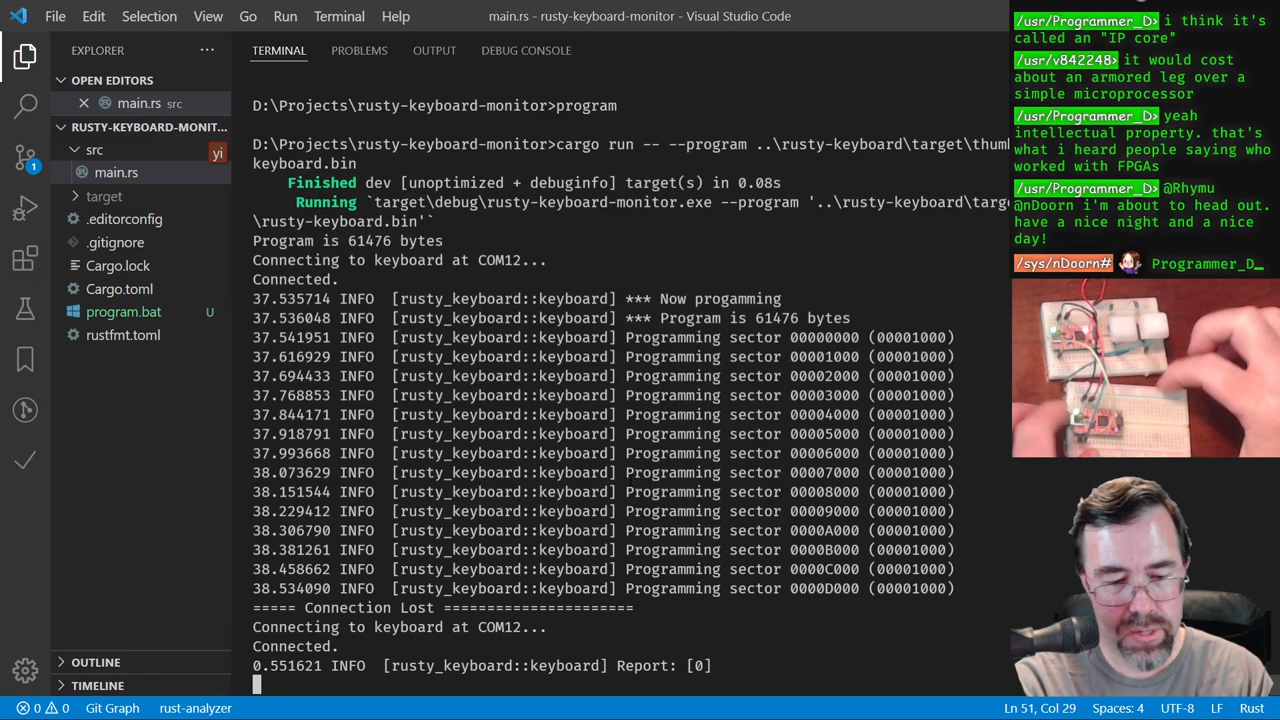 File Edit Selection View Go Run Terminal Help
main.rs - rusty-keyboard-monitor - Visual Studio Code
EXPLORER
OPEN EDITORS
main.rs src
RUSTY-KEYBOARD-MONIT...
src
yi
main.rs
target
.editorconfig
.gitignore
Cargo.lock
Cargo.toml
program.bat U
rustfmt.toml
OUTLINE
TIMELINE
1
TERMINAL PROBLEMS OUTPUT DEBUG CONSOLE
D:\Projects\rusty-keyboard-monitor>program
D:\Projects\rusty-keyboard-monitor>cargo run -- --program ..\rusty-keyboard\target\thum
keyboard.bin
Finished dev [unoptimized + debuginfo] target(s) in 0.08s
Running `target\debug\rusty-keyboard-monitor.exe --program '..\rusty-keyboard\targe
\rusty-keyboard.bin'`
Program is 61476 bytes
Connecting to keyboard at COM12...
Connected.
37.535714 INFO [rusty_keyboard::keyboard] *** Now progamming
37.536048 INFO [rusty_keyboard::keyboard] *** Program is 61476 bytes
37.541951 INFO [rusty_keyboard::keyboard] Programming sector 00000000 (00001000)
37.616929 INFO [rusty_keyboard::keyboard] Programming sector 00001000 (00001000)
37.694433 INFO [rusty_keyboard::keyboard] Programming sector 00002000 (00001000)
37.768853 INFO [rusty_keyboard::keyboard] Programming sector 00003000 (00001000)
37.844171 INFO [rusty_keyboard::keyboard] Programming sector 00004000 (00001000)
37.918791 INFO [rusty_keyboard::keyboard] Programming sector 00005000 (00001000)
37.993668 INFO [rusty_keyboard::keyboard] Programming sector 00006000 (00001000)
38.073629 INFO [rusty_keyboard::keyboard] Programming sector 00007000 (00001000)
38.151544 INFO [rusty_keyboard::keyboard] Programming sector 00008000 (00001000)
38.229412 INFO [rusty_keyboard::keyboard] Programming sector 00009000 (00001000)
38.306790 INFO [rusty_keyboard::keyboard] Programming sector 0000A000 (00001000)
38.381261 INFO [rusty_keyboard::keyboard] Programming sector 0000B000 (00001000)
38.458662 INFO [rusty_keyboard::keyboard] Programming sector 0000C000 (00001000)
38.534090 INFO [rusty_keyboard::keyboard] Programming sector 0000D000 (00001000)
===== Connection Lost ======================
Connecting to keyboard at COM12...
Connected.
0.551621 INFO [rusty_keyboard::keyboard] Report: [0]
/usr/Programmer_D> i think it's
called an "IP core"
/usr/v842248> it would cost
about an armored leg over a
simple microprocessor
/usr/Programmer_D> yeah
intellectual property. that's
what i heard people saying who
worked with FPGAs
/usr/Programmer_D> @Rhymu
@nDoorn i'm about to head out.
have a nice night and a nice
day!
/sys/nDoorn# Programmer_D_
0 0 Git Graph rust-analyzer
Ln 51, Col 29 Spaces: 4 UTF-8 LF Rust